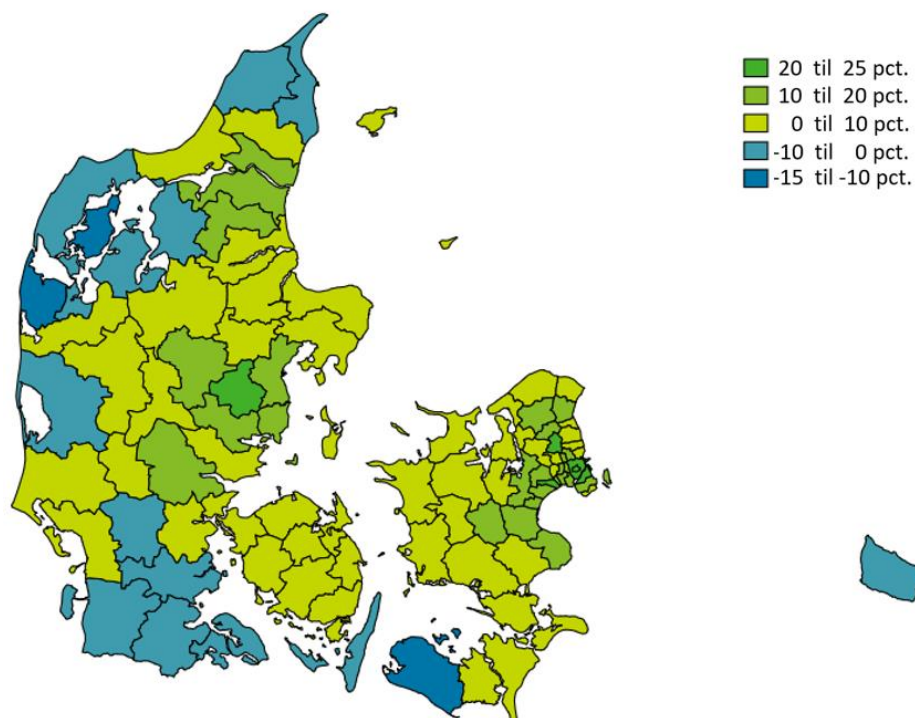 20 til 25 pct.
10 til 20 pct.
0 til 10 pct.
-10 til 0 pct.
-15 til -10 pct.